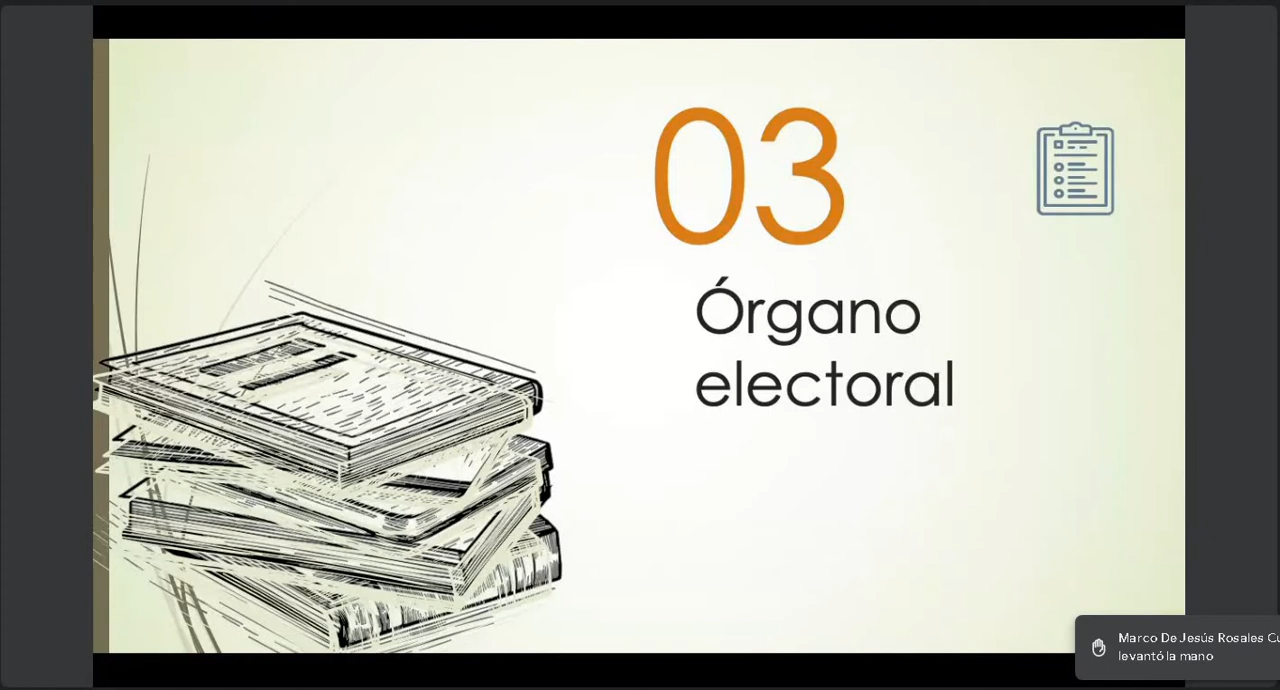 03
Órgano
electoral
Marco De Jesús Rosales
levantó la mano